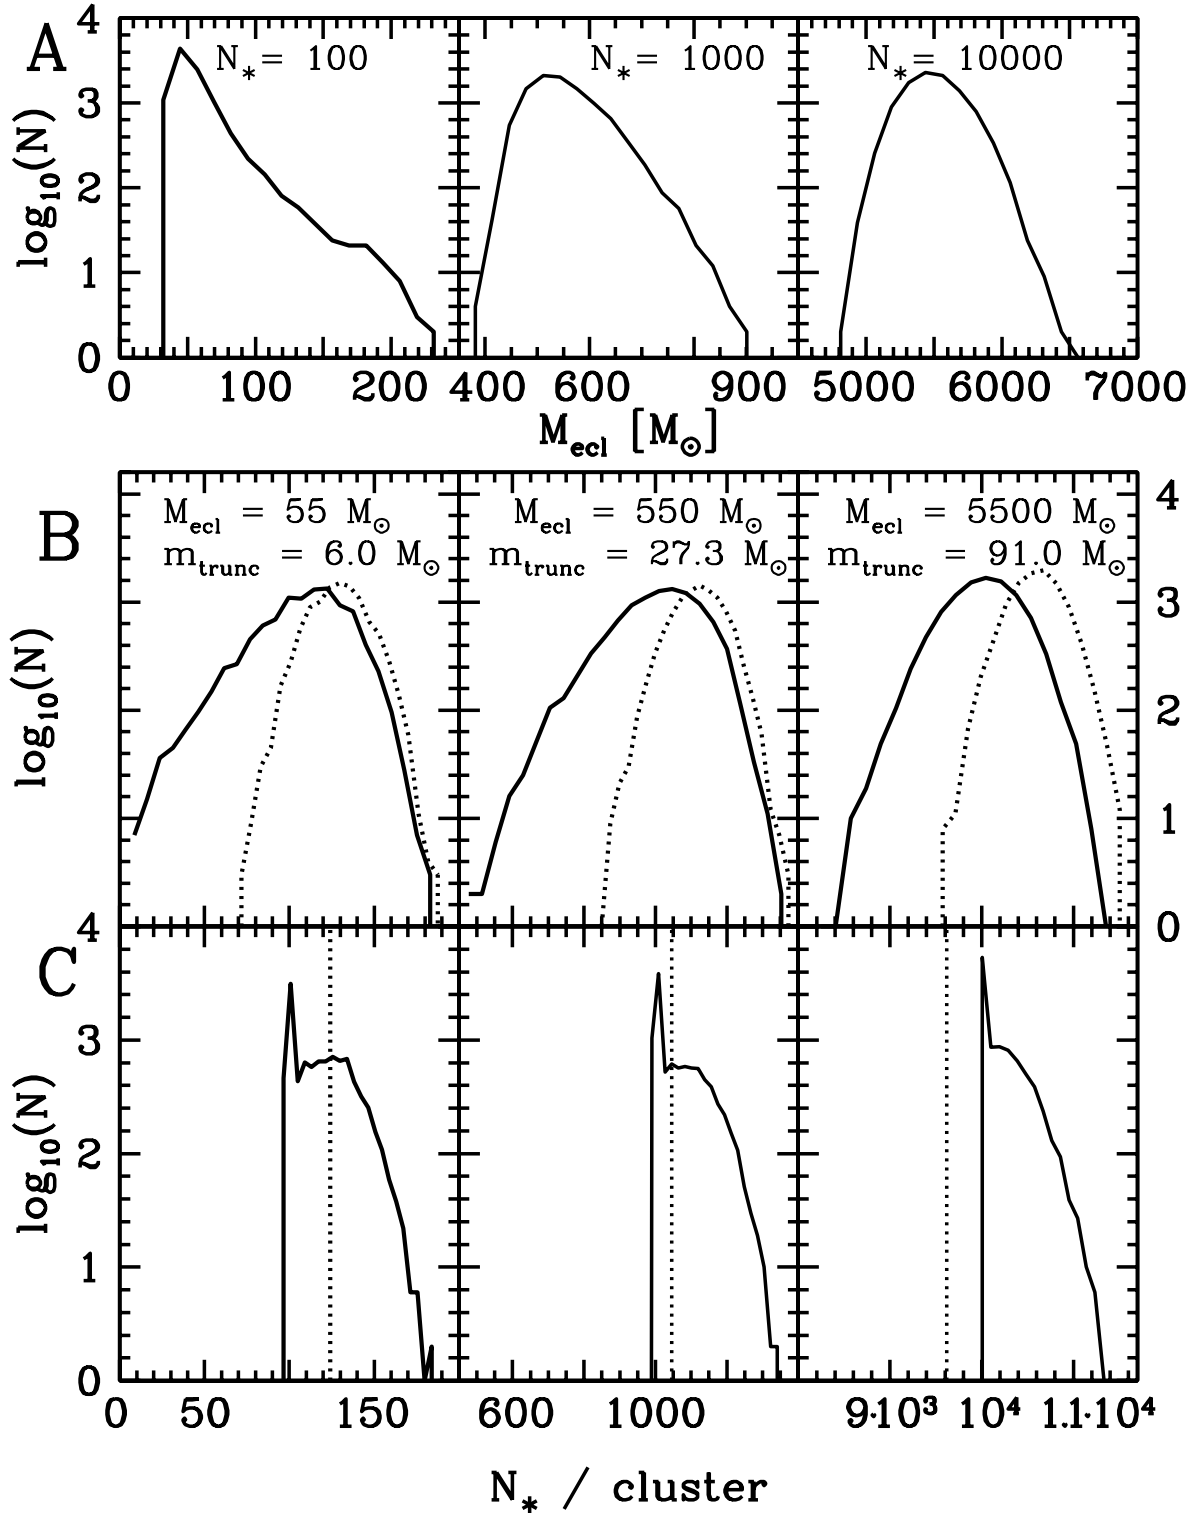 A
N* = 100
N* = 1000
N* = 10000
log10(N)
4
3
2
1
0
0 100 200
400 600 900
5000 6000 7000
Mecl [M⊙]
B
Mecl = 55 M⊙
mtrunc = 6.0 M⊙
Mecl = 550 M⊙
mtrunc = 27.3 M⊙
Mecl = 5500 M⊙
mtrunc = 91.0 M⊙
log10(N)
4
3
2
1
0
C
log10(N)
4
3
2
1
0
0 50 150
600 1000
9·10³ 10⁴ 1.1·10⁴
N* / cluster